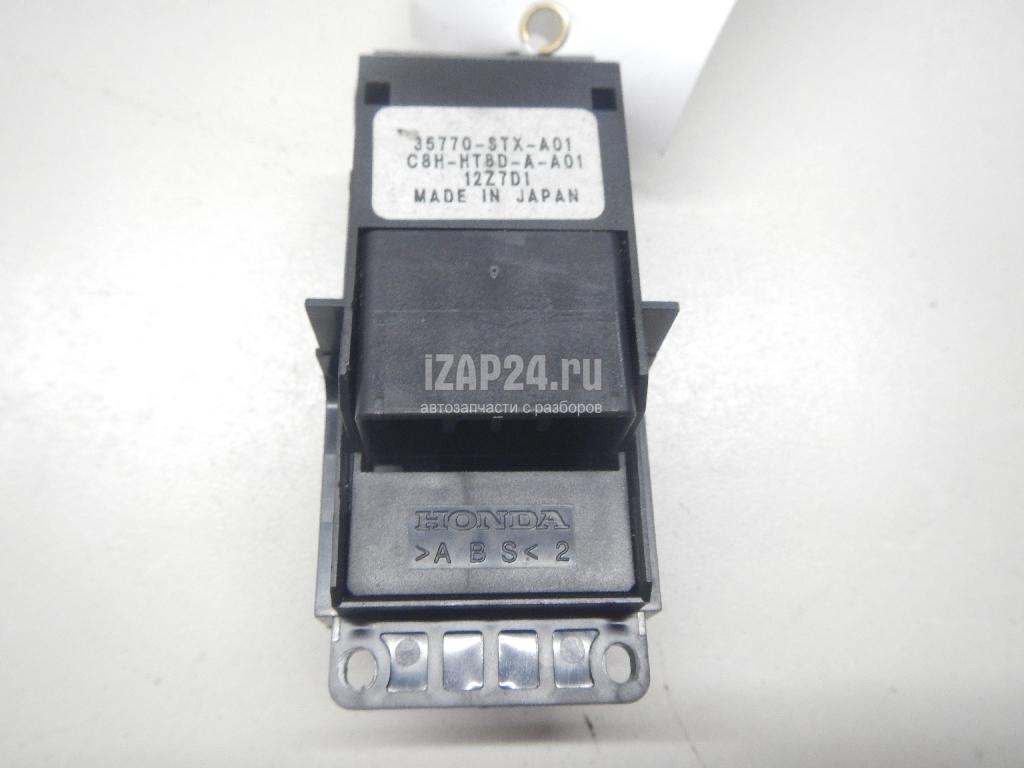 35770-STX-A01
C8H-HT8D-A-A01
12Z7D1
MADE IN JAPAN
iZAP24.ru
автозапчасти с разборов
HONDA
>A B S< 2